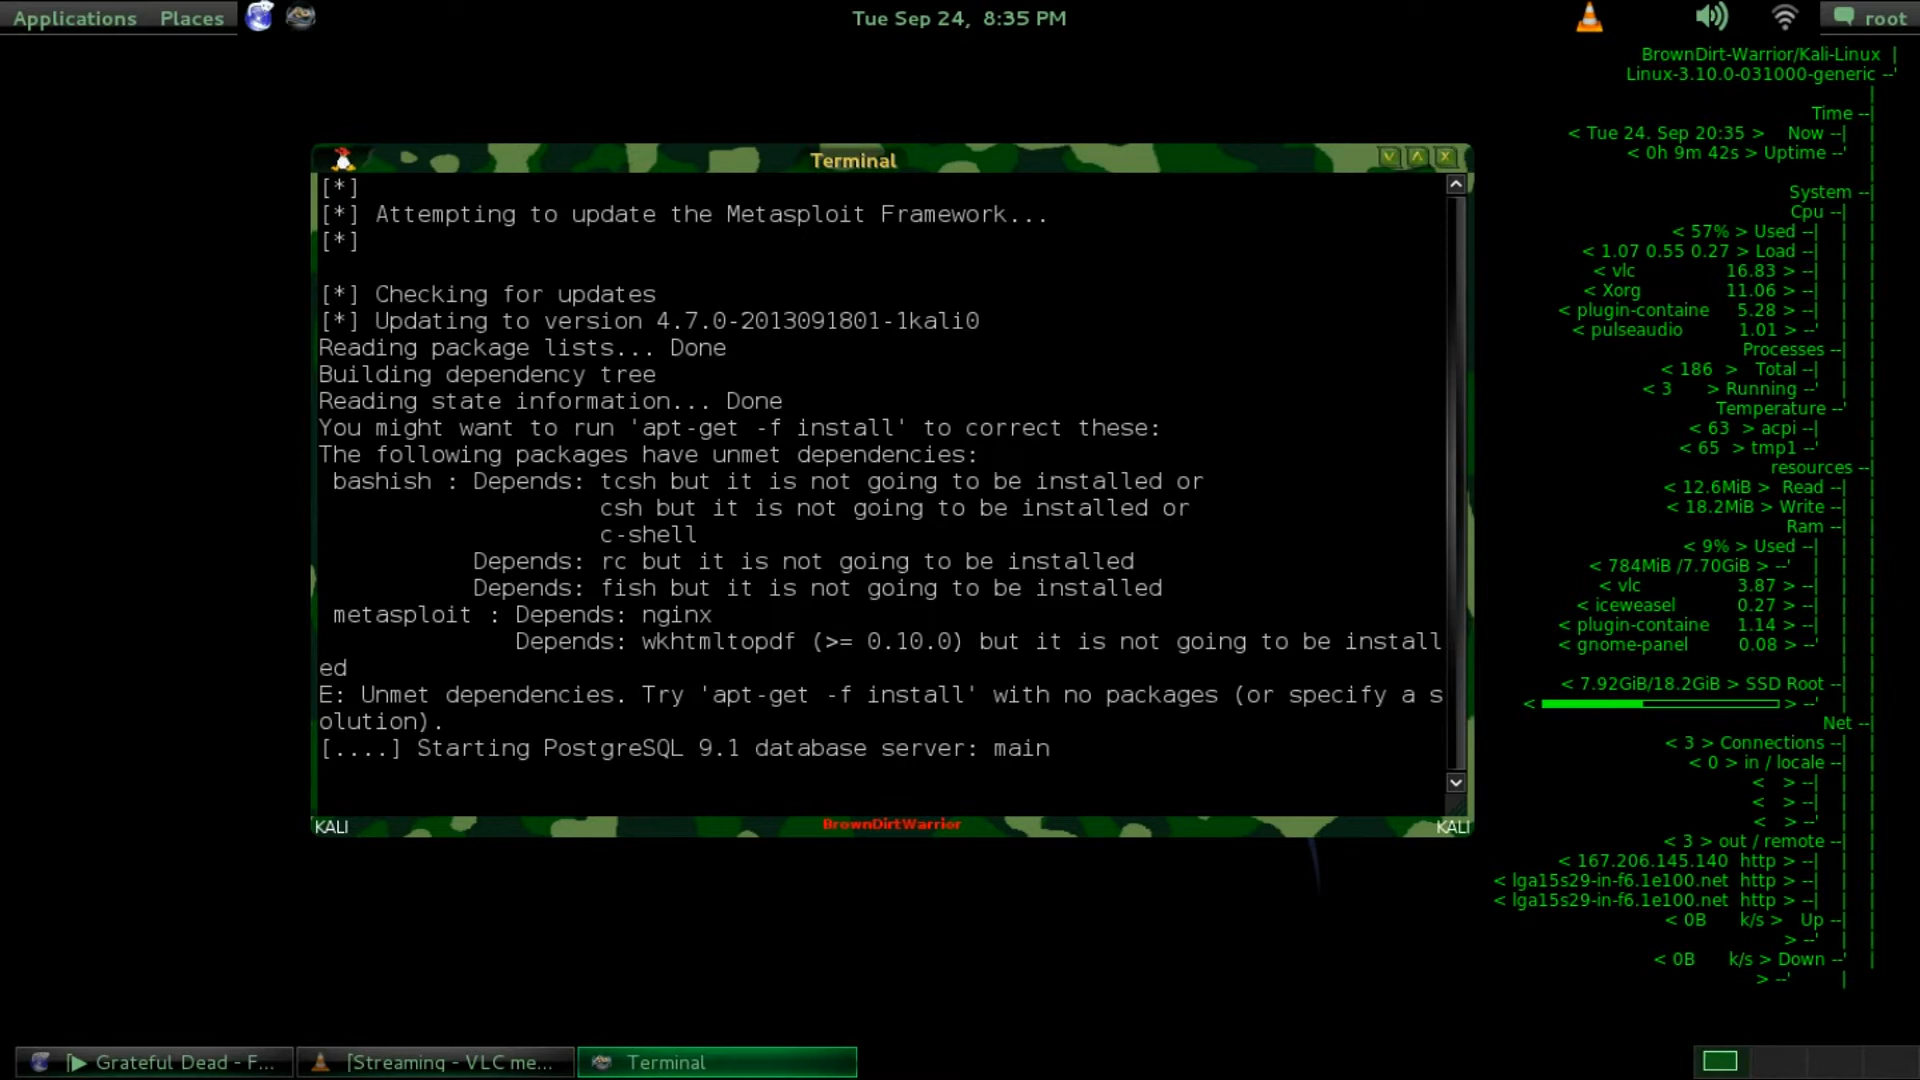 Applications Places
Tue Sep 24, 8:35 PM
root
Terminal
[*]
[*] Attempting to update the Metasploit Framework...
[*]
[*] Checking for updates
[*] Updating to version 4.7.0-2013091801-1kali0
Reading package lists... Done
Building dependency tree
Reading state information... Done
You might want to run 'apt-get -f install' to correct these:
The following packages have unmet dependencies:
bashish : Depends: tcsh but it is not going to be installed or
csh but it is not going to be installed or
c-shell
Depends: rc but it is not going to be installed
Depends: fish but it is not going to be installed
metasploit : Depends: nginx
Depends: wkhtmltopdf (>= 0.10.0) but it is not going to be install
ed
E: Unmet dependencies. Try 'apt-get -f install' with no packages (or specify a s
olution).
[....] Starting PostgreSQL 9.1 database server: main
KALI
BrownDirtWarrior
KALI
BrownDirt-Warrior/Kali-Linux |
Linux-3.10.0-031000-generic --'
|
Time --|
< Tue 24. Sep 20:35 > Now --| |
< 0h 9m 42s > Uptime --' |
|
System --|
Cpu --| |
< 57% > Used --| | |
< 1.07 0.55 0.27 > Load --| | |
< vlc 16.83 > --| | |
< Xorg 11.06 > --| | |
< plugin-containe 5.28 > --| | |
< pulseaudio 1.01 > --' | |
Processes --| |
< 186 > Total --| | |
< 3 > Running --' | |
Temperature --' |
< 63 > acpi --| |
< 65 > tmp1 --' |
resources --|
< 12.6MiB > Read --| |
< 18.2MiB > Write --| |
Ram --| |
< 9% > Used --| | |
< 784MiB /7.70GiB > --' | |
< vlc 3.87 > --| | |
< iceweasel 0.27 > --| | |
< plugin-containe 1.14 > --| | |
< gnome-panel 0.08 > --' | |
| |
< 7.92GiB/18.2GiB > SSD Root --| |
< > --' |
Net --|
< 3 > Connections --| |
< 0 > in / locale --| |
< > --| | |
< > --| | |
< > --' | |
< 3 > out / remote --| |
< 167.206.145.140 http > --| | |
< lga15s29-in-f6.1e100.net http > --| | |
< lga15s29-in-f6.1e100.net http > --| | |
< 0B k/s > Up --| |
> --' | |
< 0B k/s > Down --' |
> --' |
[▶ Grateful Dead - F...
[Streaming - VLC me...
Terminal